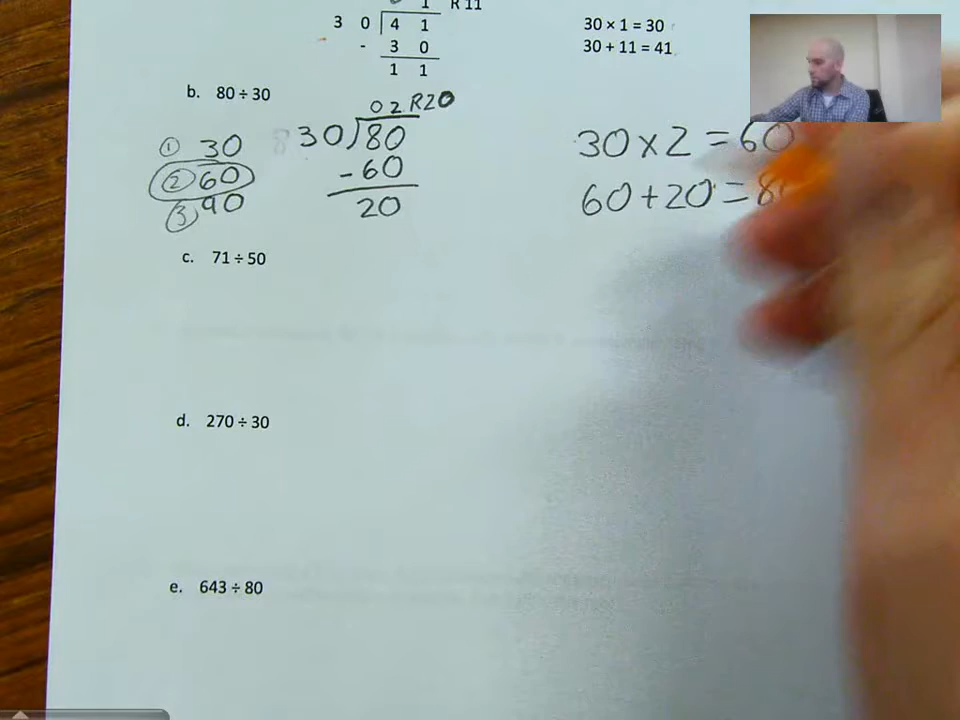 1 R 11
3 0 4 1
30 × 1 = 30
- 3 0
30 + 11 = 41
1 1
b. 80 ÷ 30
02 R20
30)80
30 x 2 = 60
① 30
- 60
② 60
60 + 20 = 8
③ 90
20
c. 71 ÷ 50
d. 270 ÷ 30
e. 643 ÷ 80